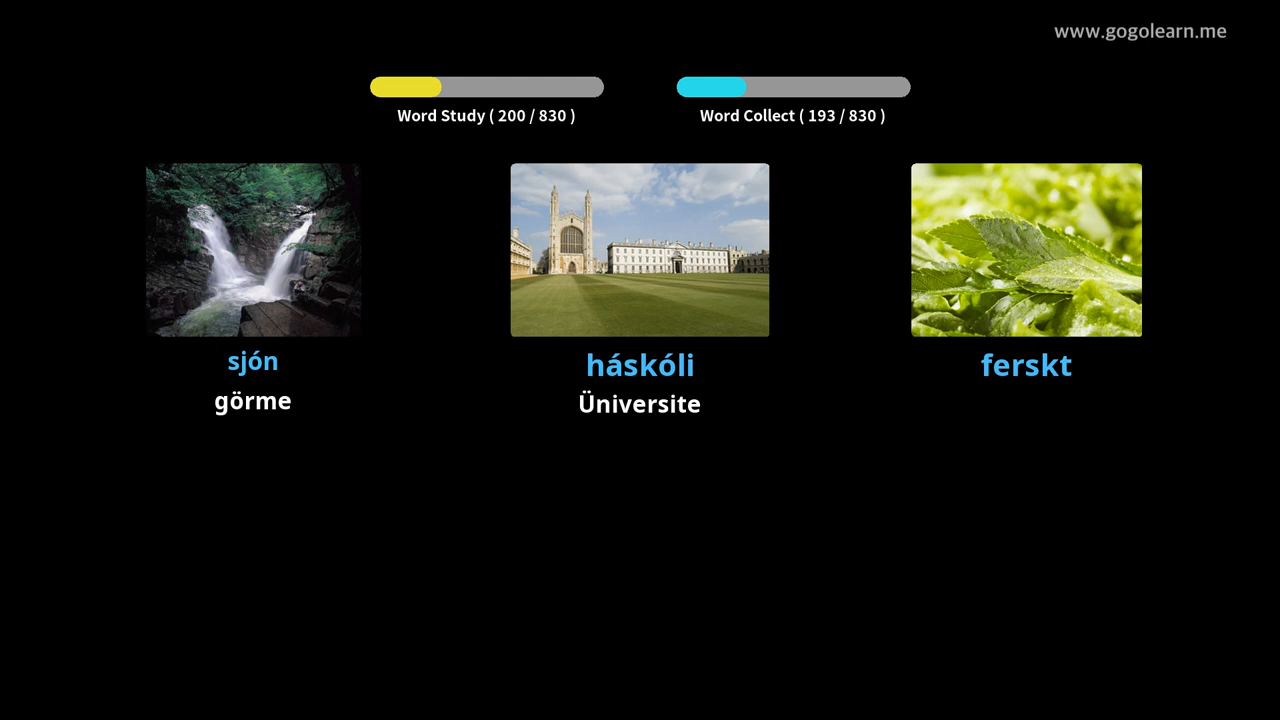 www.gogolearn.me
Word Study ( 200 / 830 )
Word Collect ( 193 / 830 )
sjón
görme
háskóli
Üniversite
ferskt